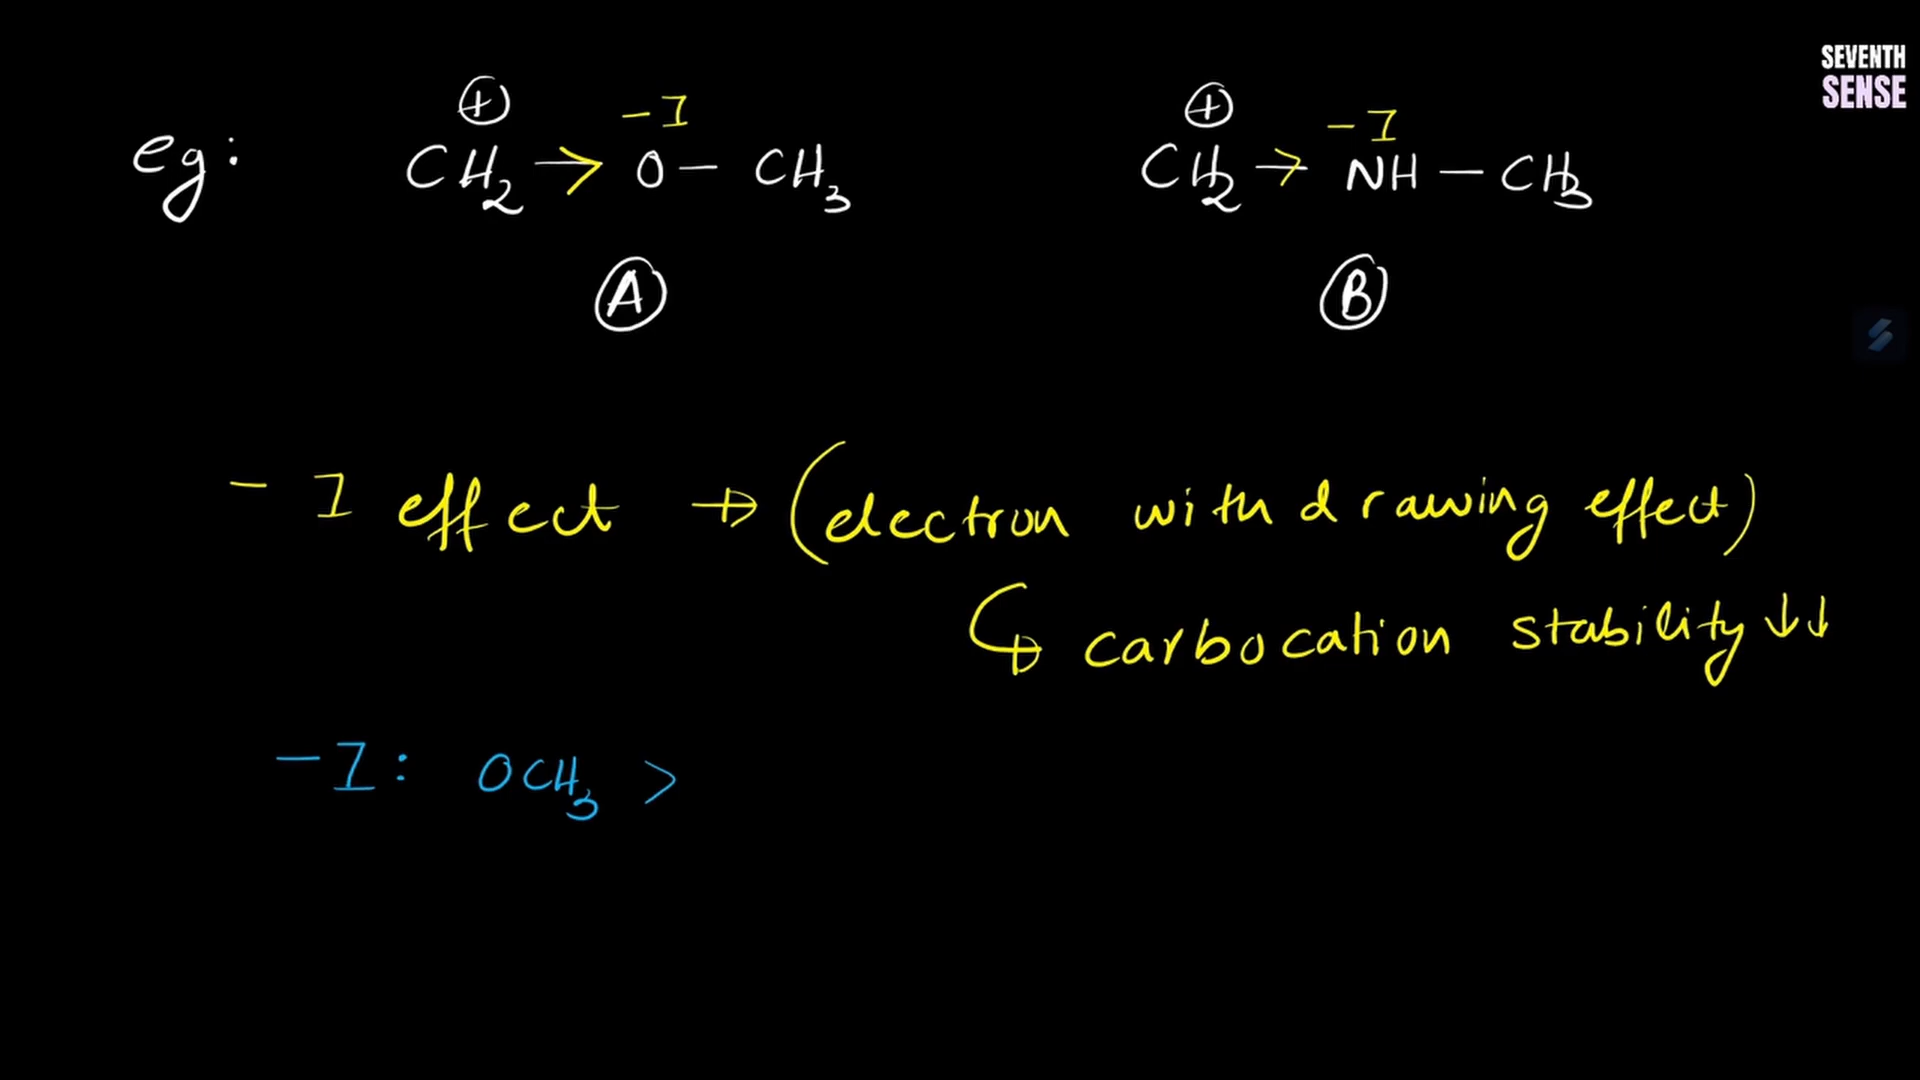 SEVENTH
SENSE
⊕ -I ⊕ -I
eg: CH₂ → O - CH₃ CH₂ → NH - CH₃
Ⓐ Ⓑ
- I effect → (electron withdrawing effect)
↳ carbocation stability ↓↓
-I: OCH₃ >